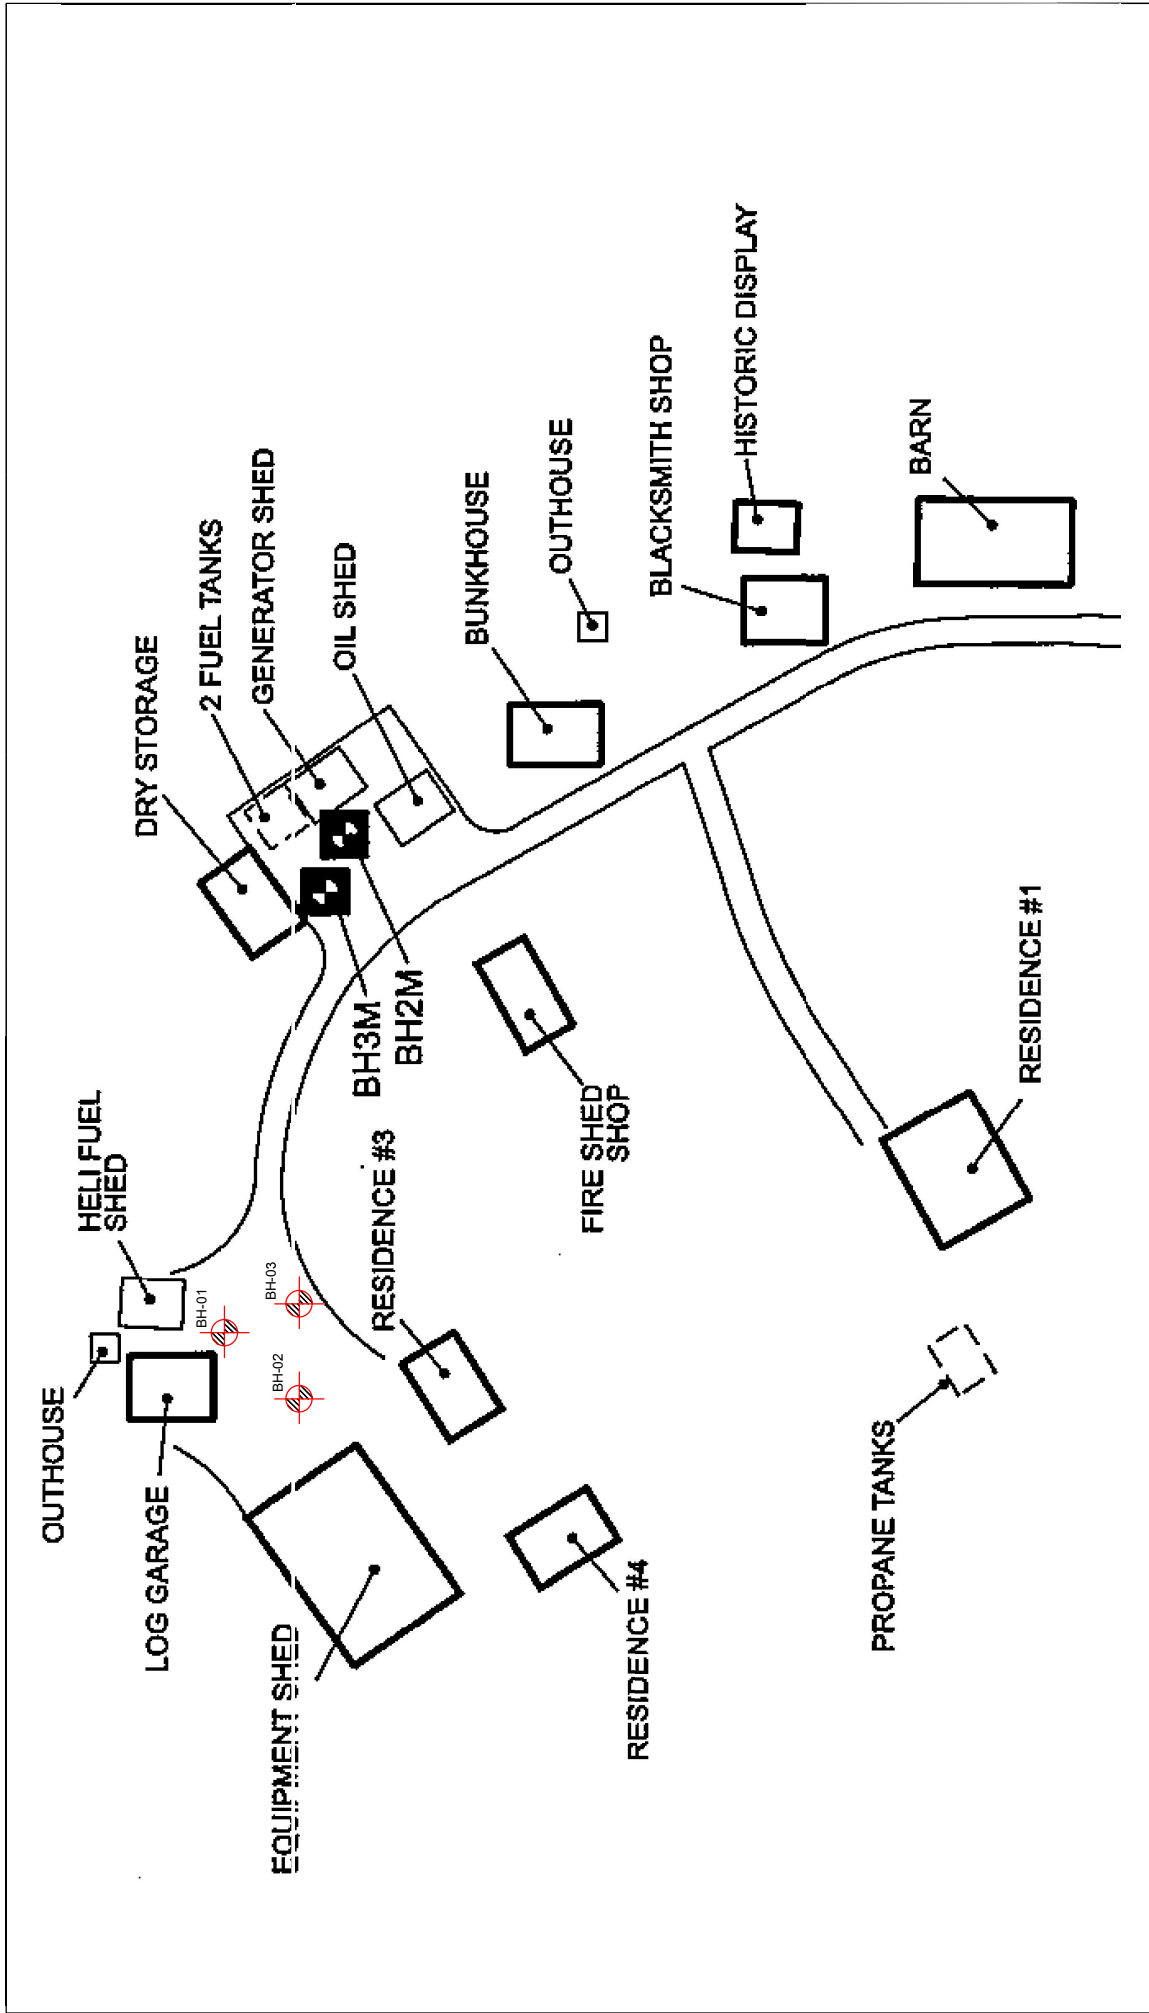 OUTHOUSE
LOG GARAGE
HELI FUEL
SHED
BH-01
BH-02
BH-03
EQUIPMENT SHED
RESIDENCE #3
RESIDENCE #4
DRY STORAGE
2 FUEL TANKS
GENERATOR SHED
OIL SHED
BH3M
BH2M
FIRE SHED
SHOP
BUNKHOUSE
OUTHOUSE
BLACKSMITH SHOP
HISTORIC DISPLAY
BARN
RESIDENCE #1
PROPANE TANKS